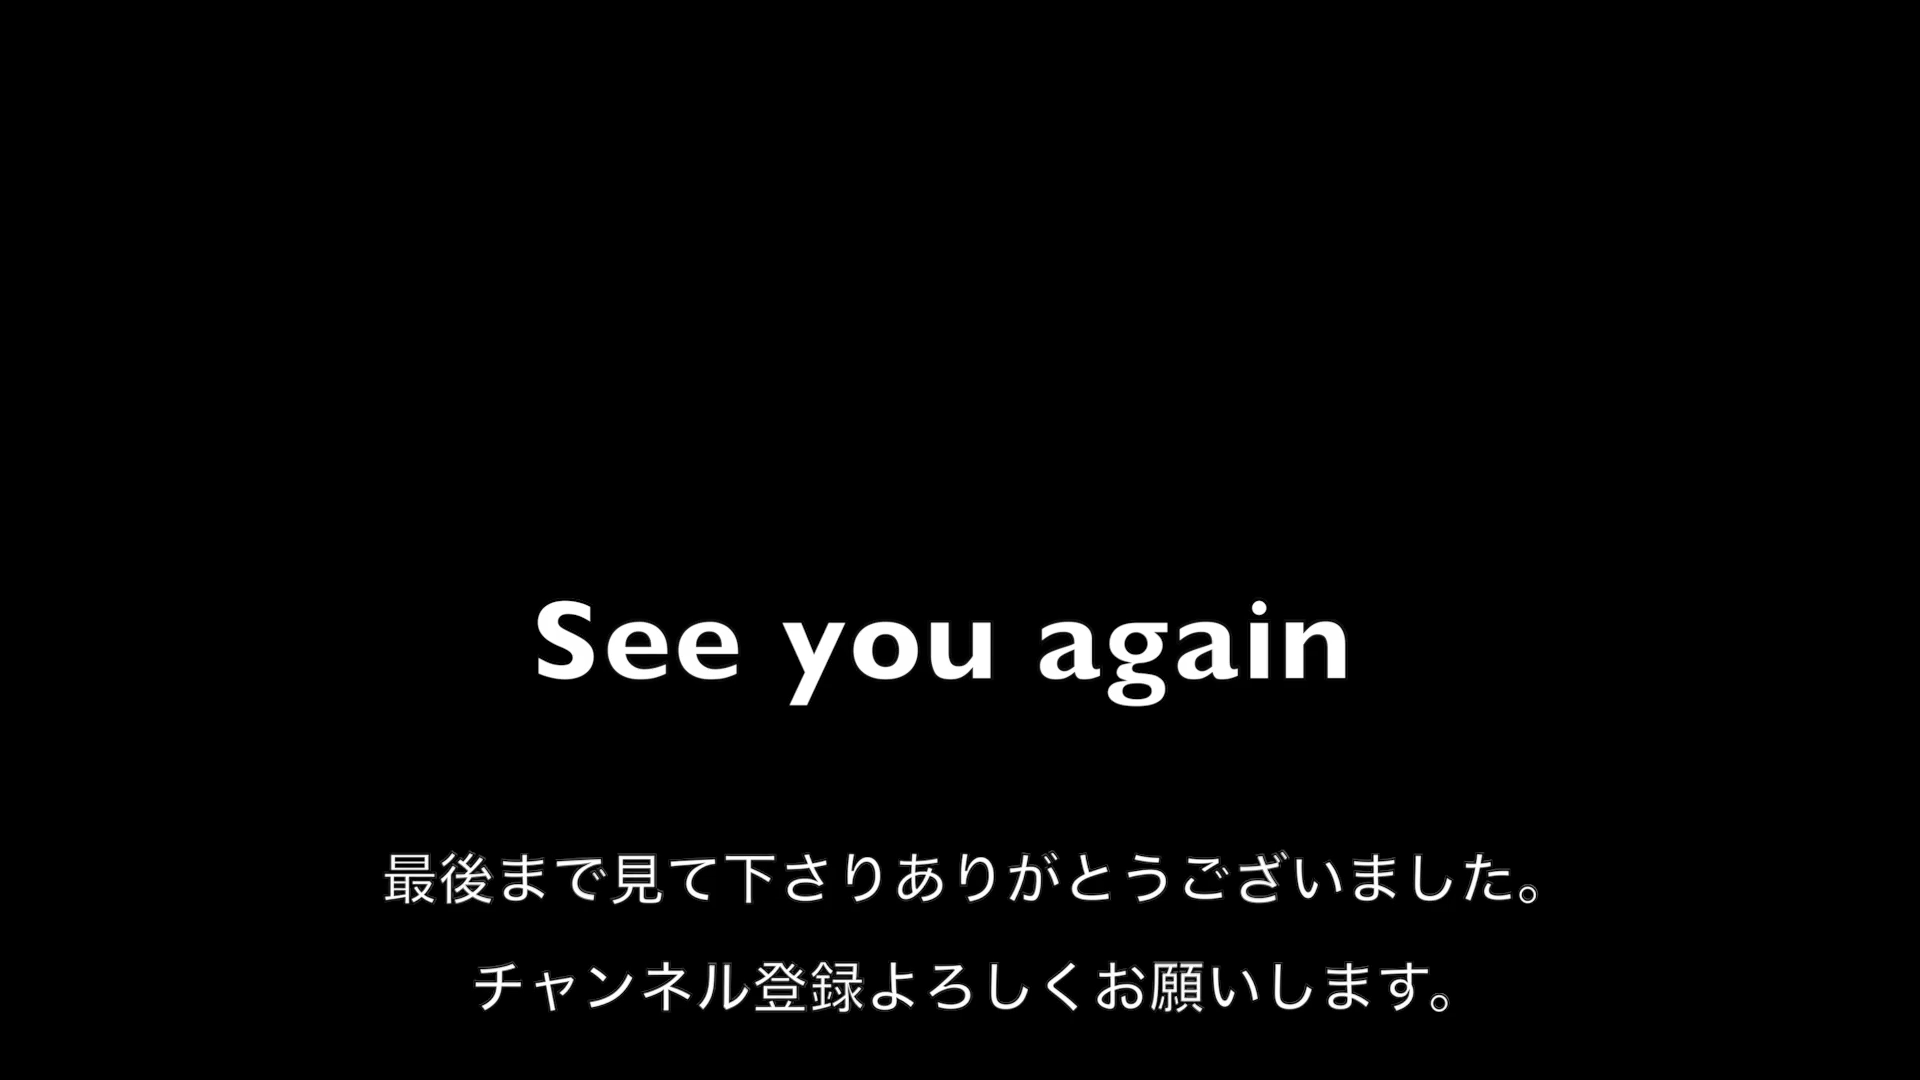 See you again
最後まで見て下さりありがとうございました。
チャンネル登録よろしくお願いします。